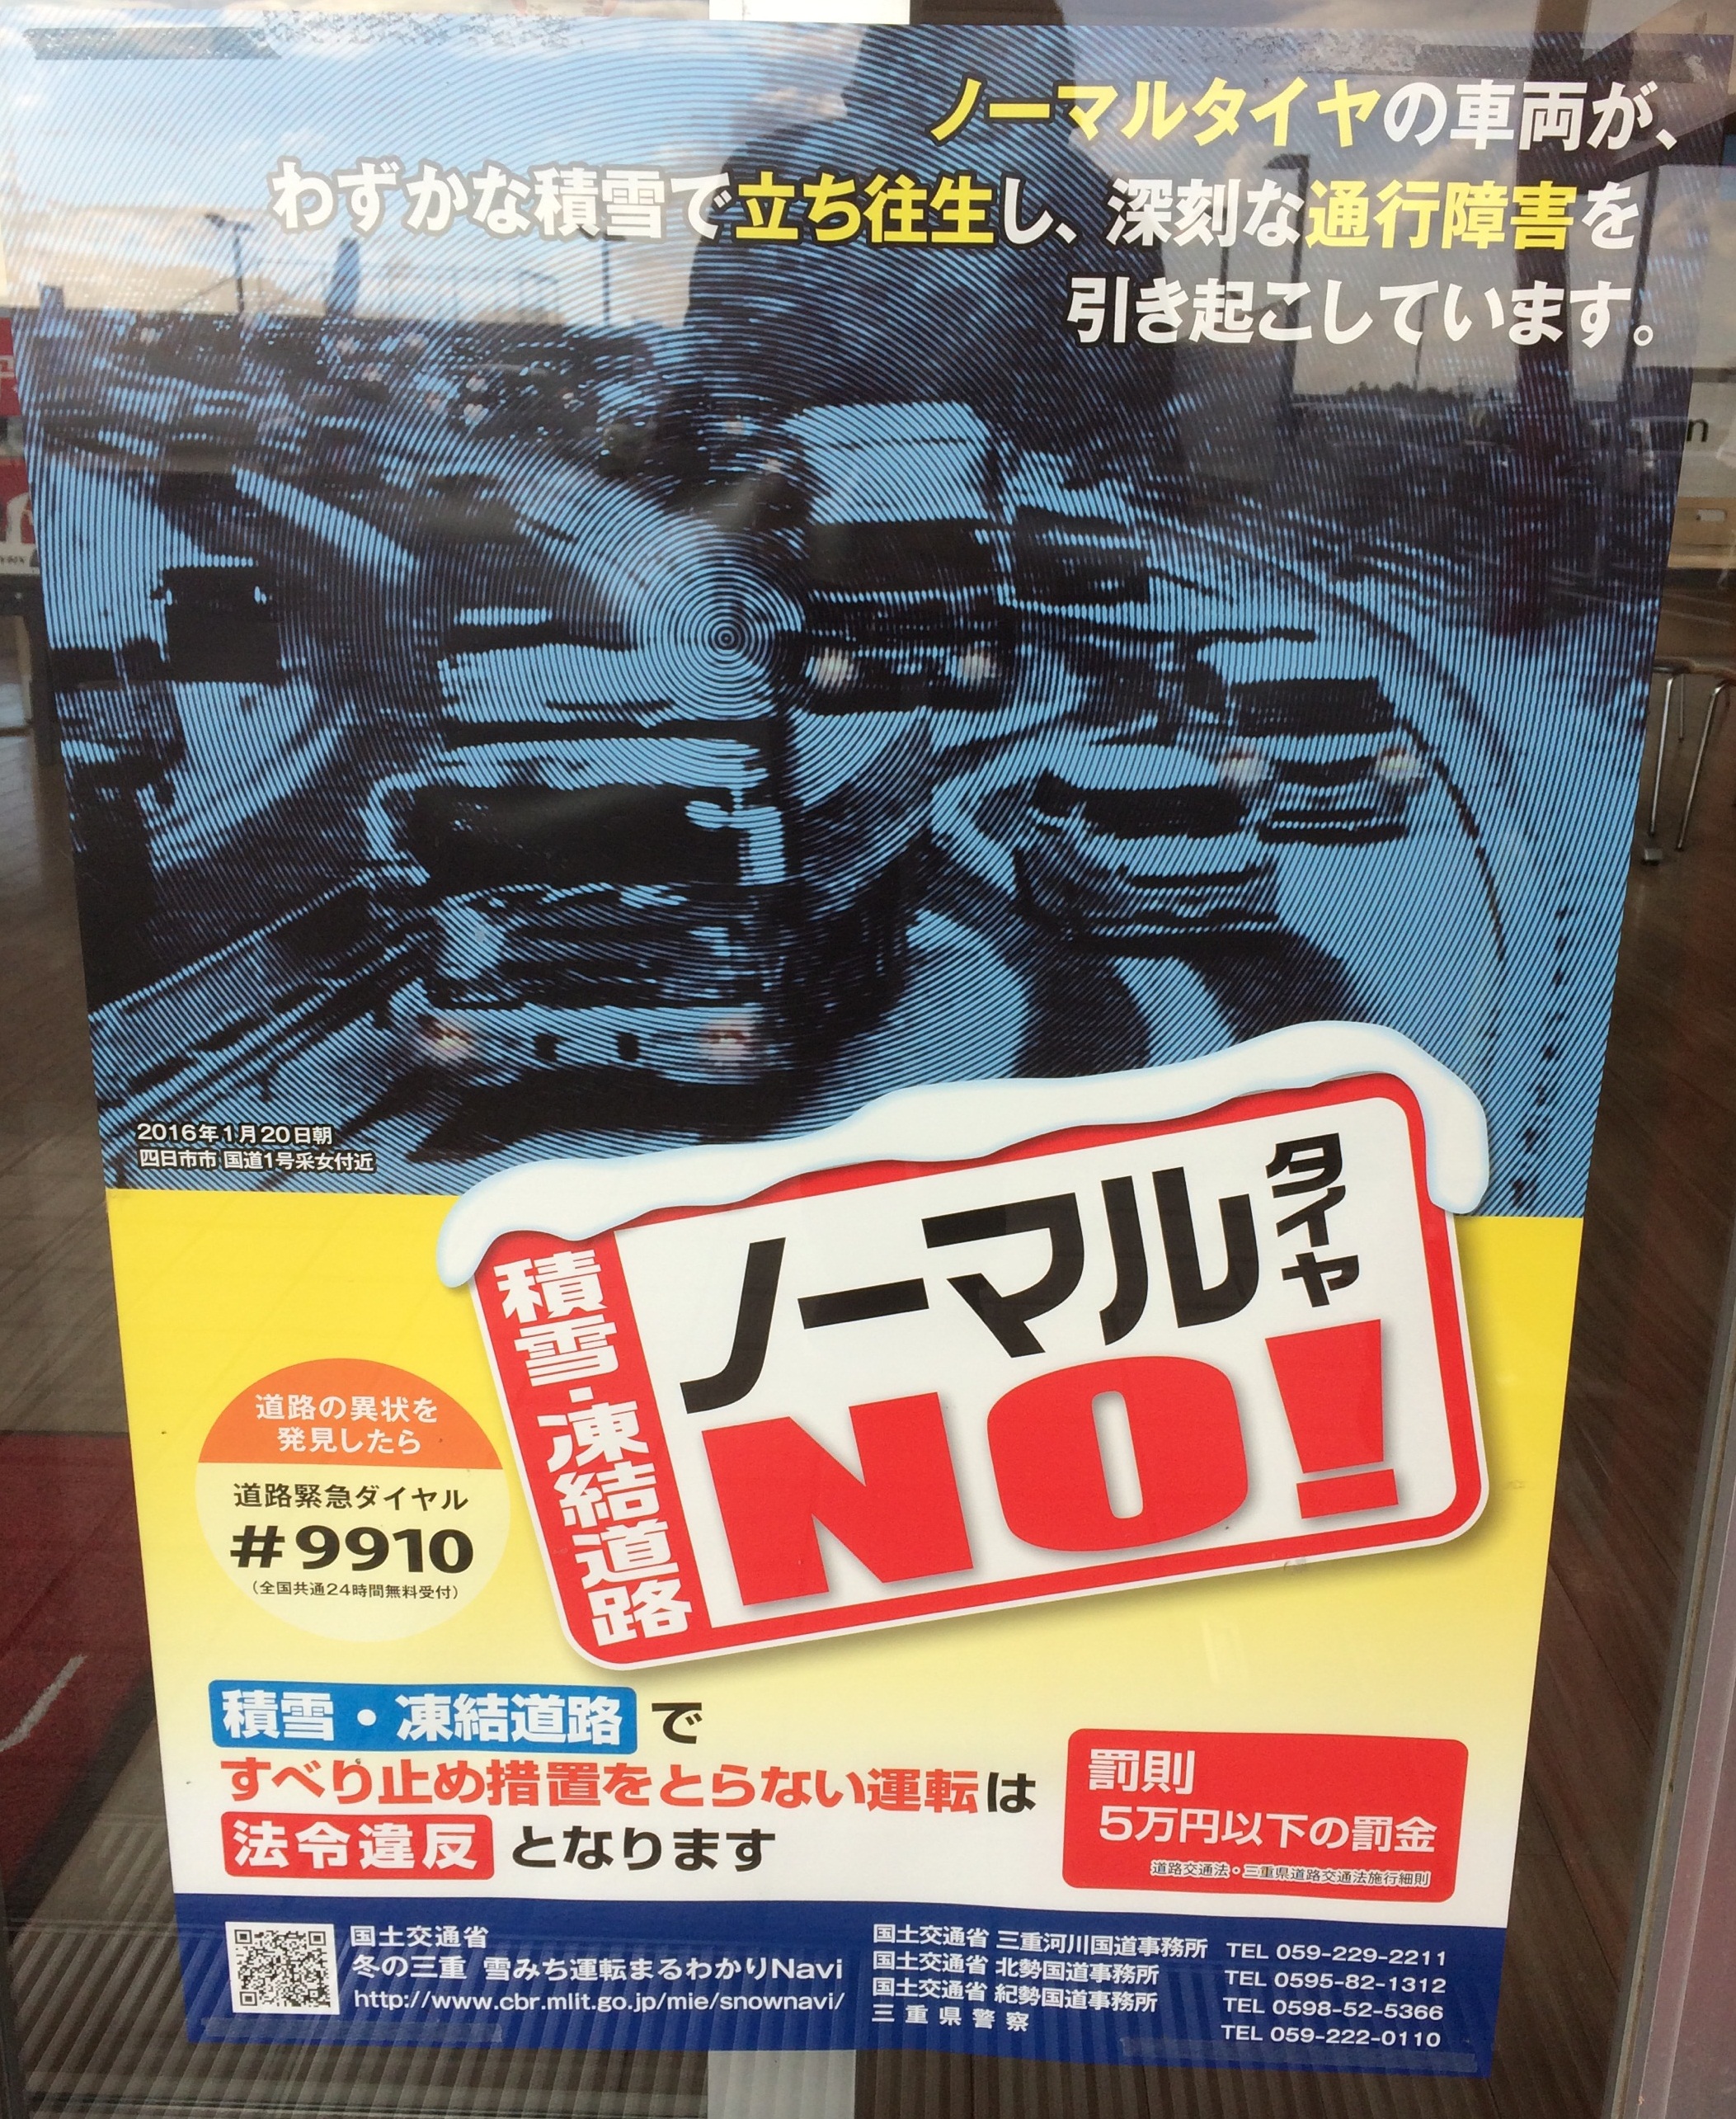 ノーマルタイヤの車両が、
わずかな積雪で立ち往生し、深刻な通行障害を
引き起こしています。
2016年1月20日朝
四日市市 国道1号采女付近
積雪・凍結道路
ノーマルタイヤ
NO!
道路の異状を
発見したら
道路緊急ダイヤル
#9910
(全国共通24時間無料受付)
積雪・凍結道路で
すべり止め措置をとらない運転は
法令違反となります
罰則
5万円以下の罰金
道路交通法・三重県道路交通法施行細則
国土交通省
冬の三重 雪みち運転まるわかりNavi
http://www.cbr.mlit.go.jp/mie/snownavi/
国土交通省 三重河川国道事務所 TEL 059-229-2211
国土交通省 北勢国道事務所 TEL 0595-82-1312
国土交通省 紀勢国道事務所 TEL 0598-52-5366
三重県警察 TEL 059-222-0110